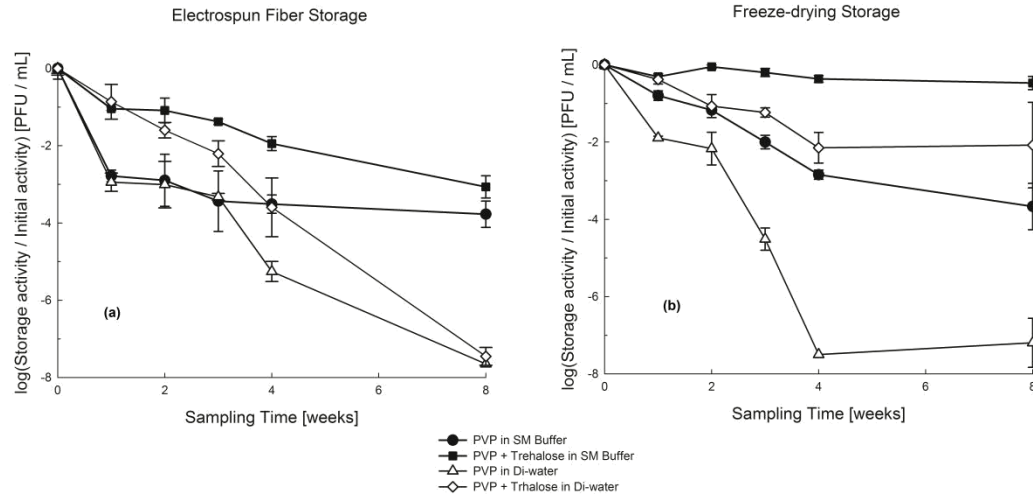 Electrospun Fiber Storage
log(Storage activity / Initial activity) [PFU / mL]
0
-2
-4
-6
-8
(a)
0
2
4
6
8
Sampling Time [weeks]
Freeze-drying Storage
log(Storage activity / Initial activity) [PFU / mL]
0
-2
-4
-6
-8
(b)
0
2
4
6
8
Sampling Time [weeks]
PVP in SM Buffer
PVP + Trehalose in SM Buffer
PVP in Di-water
PVP + Trhalose in Di-water